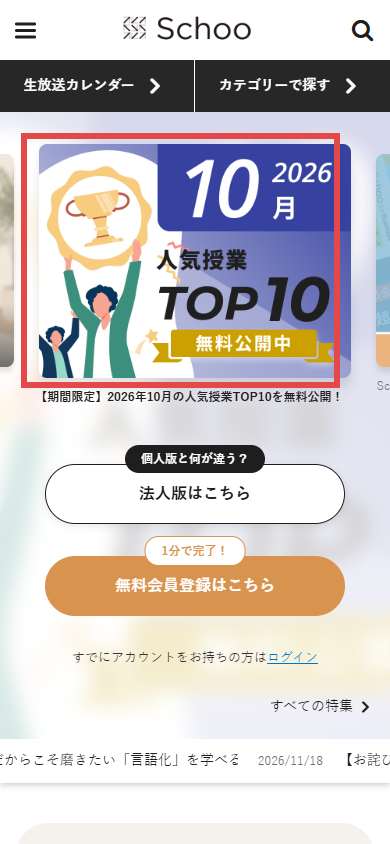 Schoo
生放送カレンダー
カテゴリーで探す
10 2026
月
人気授業
TOP10
無料公開中
【期間限定】2026年10月の人気授業TOP10を無料公開！
Sc
個人版と何が違う？
法人版はこちら
1分で完了！
無料会員登録はこちら
すでにアカウントをお持ちの方はログイン
すべての特集
だからこそ磨きたい「言語化」を学べる 2026/11/18 【お詫び